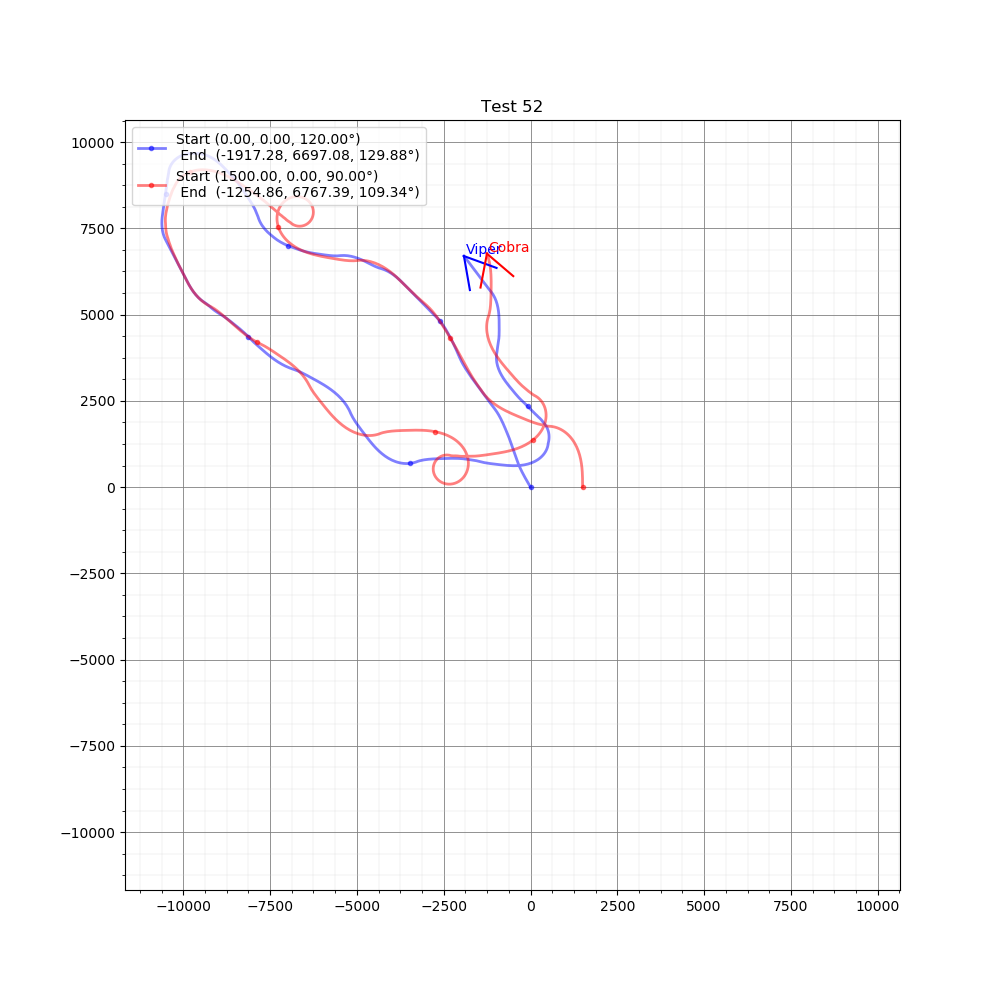 Test 52
Start (0.00, 0.00, 120.00°)
End (-1917.28, 6697.08, 129.88°)
Start (1500.00, 0.00, 90.00°)
End (-1254.86, 6767.39, 109.34°)
Viper
Cobra
10000
7500
5000
2500
0
−2500
−5000
−7500
−10000
−10000 −7500 −5000 −2500 0 2500 5000 7500 10000